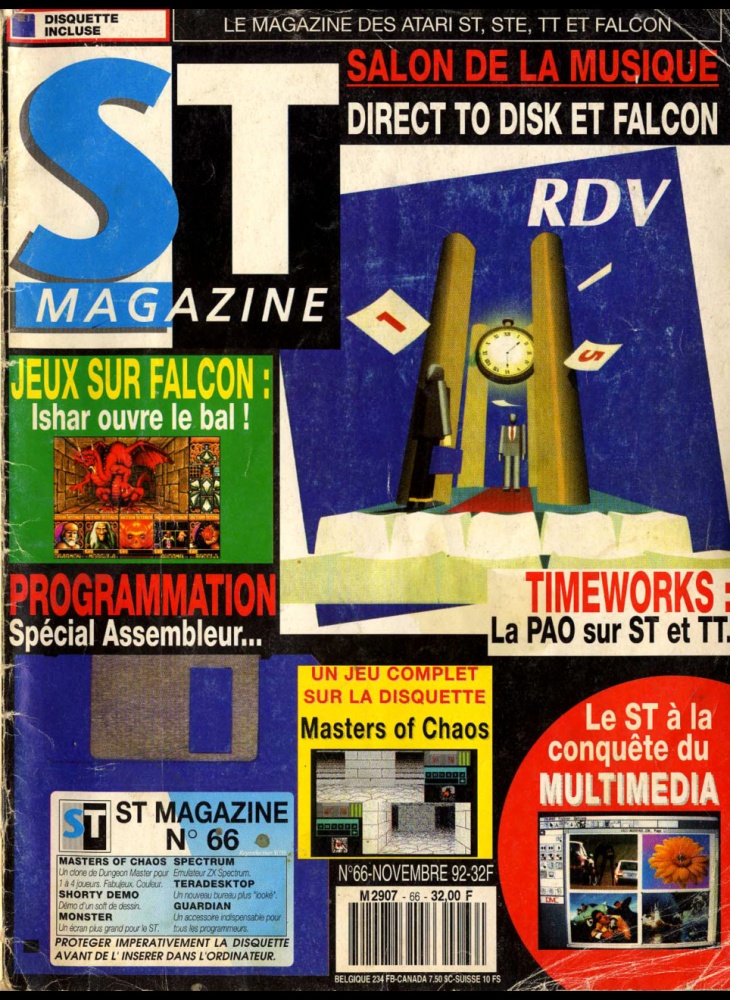 DISQUETTE
INCLUSE
LE MAGAZINE DES ATARI ST, STE, TT ET FALCON
ST
MAGAZINE
SALON DE LA MUSIQUE
DIRECT TO DISK ET FALCON
RDV
1
5
JEUX SUR FALCON :
Ishar ouvre le bal !
PROGRAMMATION
Spécial Assembleur...
TIMEWORKS :
La PAO sur ST et TT.
UN JEU COMPLET
SUR LA DISQUETTE
Masters of Chaos
Le ST à la
conquête du
MULTIMEDIA
ST
ST MAGAZINE
N° 66
MASTERS OF CHAOS
Un clone de Dungeon Master pour
1 à 4 joueurs. Fabuleux. Couleur.
SHORTY DEMO
Démo d'un soft de dessin.
MONSTER
Un écran plus grand pour le ST.
SPECTRUM
Emulateur ZX Spectrum.
TERADESKTOP
Un nouveau bureau plus "looké".
GUARDIAN
Un accessoire indispensable pour
tous les programmeurs.
PROTEGER IMPERATIVEMENT LA DISQUETTE
AVANT DE L' INSERER DANS L'ORDINATEUR.
N°66-NOVEMBRE 92-32F
M 2907 - 66 - 32,00 F
BELGIQUE 234 FB-CANADA 7.50 $C-SUISSE 10 FS